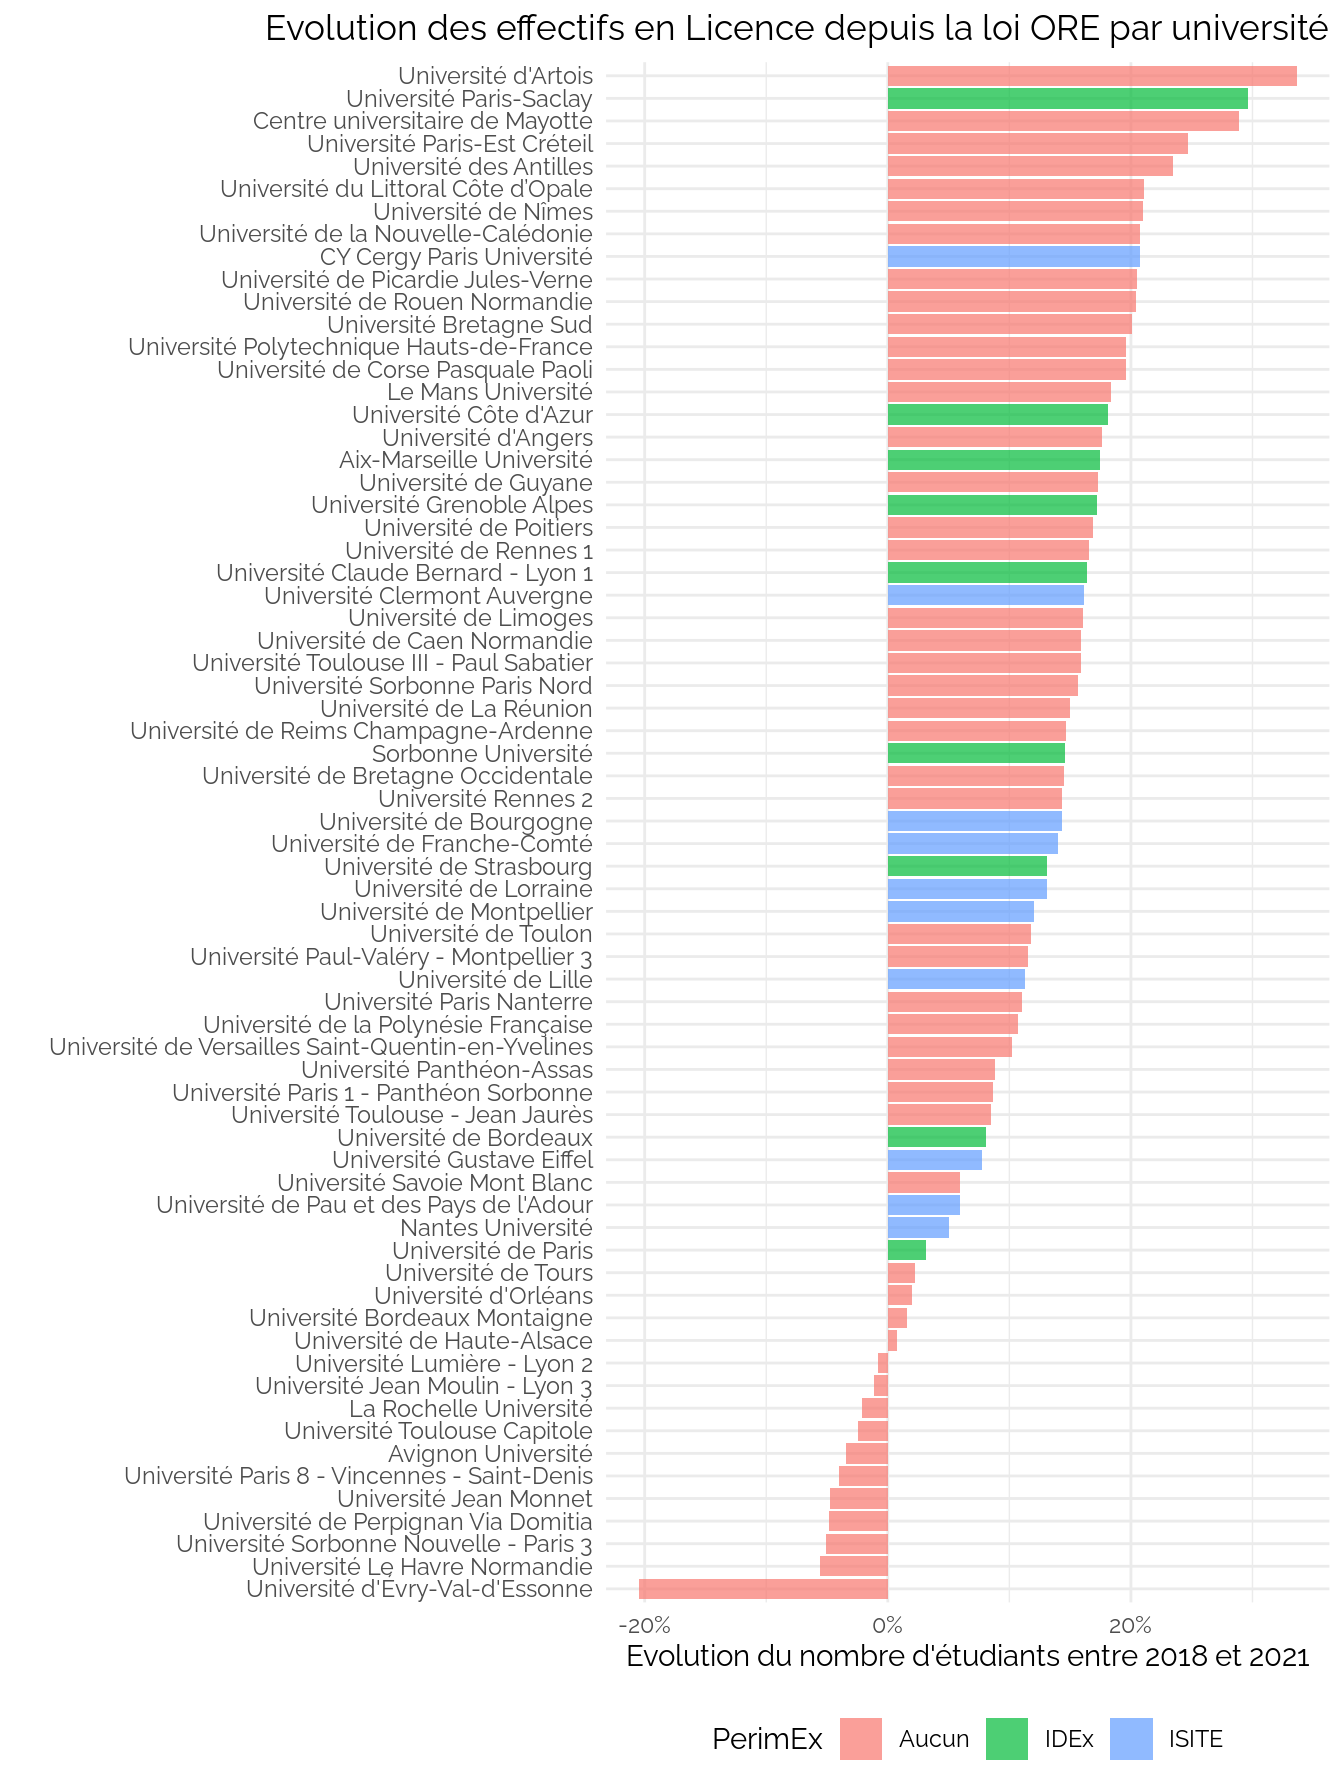 Evolution des effectifs en Licence depuis la loi ORE par université
Université d'Artois
Université Paris-Saclay
Centre universitaire de Mayotte
Université Paris-Est Créteil
Université des Antilles
Université du Littoral Côte d'Opale
Université de Nîmes
Université de la Nouvelle-Calédonie
CY Cergy Paris Université
Université de Picardie Jules-Verne
Université de Rouen Normandie
Université Bretagne Sud
Université Polytechnique Hauts-de-France
Université de Corse Pasquale Paoli
Le Mans Université
Université Côte d'Azur
Université d'Angers
Aix-Marseille Université
Université de Guyane
Université Grenoble Alpes
Université de Poitiers
Université de Rennes 1
Université Claude Bernard - Lyon 1
Université Clermont Auvergne
Université de Limoges
Université de Caen Normandie
Université Toulouse III - Paul Sabatier
Université Sorbonne Paris Nord
Université de La Réunion
Université de Reims Champagne-Ardenne
Sorbonne Université
Université de Bretagne Occidentale
Université Rennes 2
Université de Bourgogne
Université de Franche-Comté
Université de Strasbourg
Université de Lorraine
Université de Montpellier
Université de Toulon
Université Paul-Valéry - Montpellier 3
Université de Lille
Université Paris Nanterre
Université de la Polynésie Française
Université de Versailles Saint-Quentin-en-Yvelines
Université Panthéon-Assas
Université Paris 1 - Panthéon Sorbonne
Université Toulouse - Jean Jaurès
Université de Bordeaux
Université Gustave Eiffel
Université Savoie Mont Blanc
Université de Pau et des Pays de l'Adour
Nantes Université
Université de Paris
Université de Tours
Université d'Orléans
Université Bordeaux Montaigne
Université de Haute-Alsace
Université Lumière - Lyon 2
Université Jean Moulin - Lyon 3
La Rochelle Université
Université Toulouse Capitole
Avignon Université
Université Paris 8 - Vincennes - Saint-Denis
Université Jean Monnet
Université de Perpignan Via Domitia
Université Sorbonne Nouvelle - Paris 3
Université Le Havre Normandie
Université d'Évry-Val-d'Essonne
-20% 0% 20%
Evolution du nombre d'étudiants entre 2018 et 2021
PerimEx Aucun IDEx ISITE